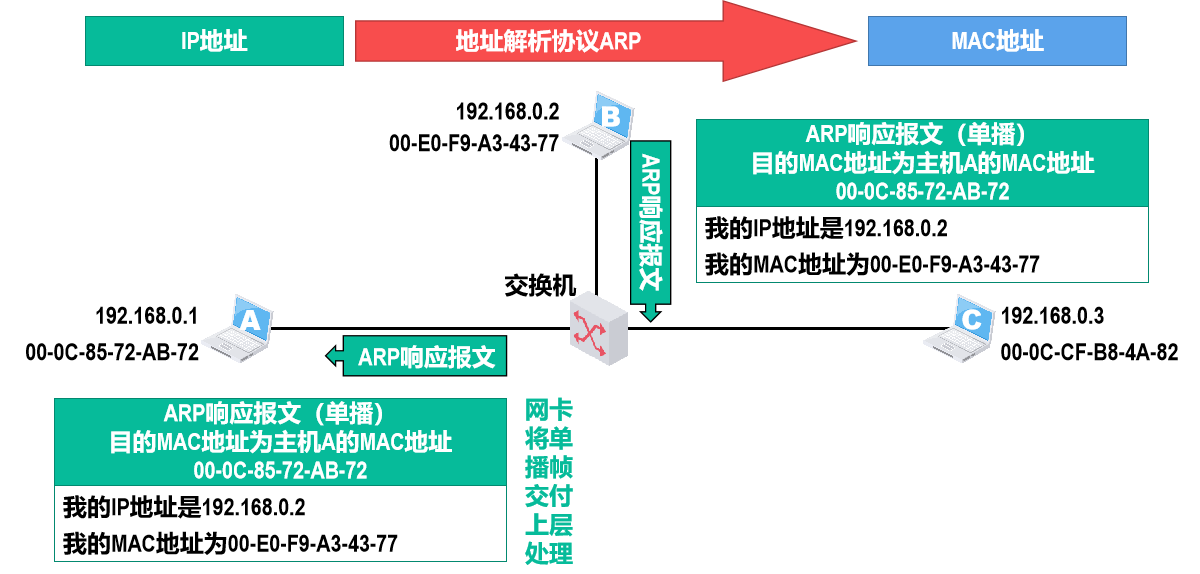 IP地址
地址解析协议ARP
MAC地址
192.168.0.2
00-E0-F9-A3-43-77
B
ARP响应报文
ARP响应报文（单播）
目的MAC地址为主机A的MAC地址
00-0C-85-72-AB-72
我的IP地址是192.168.0.2
我的MAC地址为00-E0-F9-A3-43-77
交换机
192.168.0.1
00-0C-85-72-AB-72
A
C
192.168.0.3
00-0C-CF-B8-4A-82
ARP响应报文
ARP响应报文（单播）
目的MAC地址为主机A的MAC地址
00-0C-85-72-AB-72
我的IP地址是192.168.0.2
我的MAC地址为00-E0-F9-A3-43-77
网卡
将单
播帧
交付
上层
处理